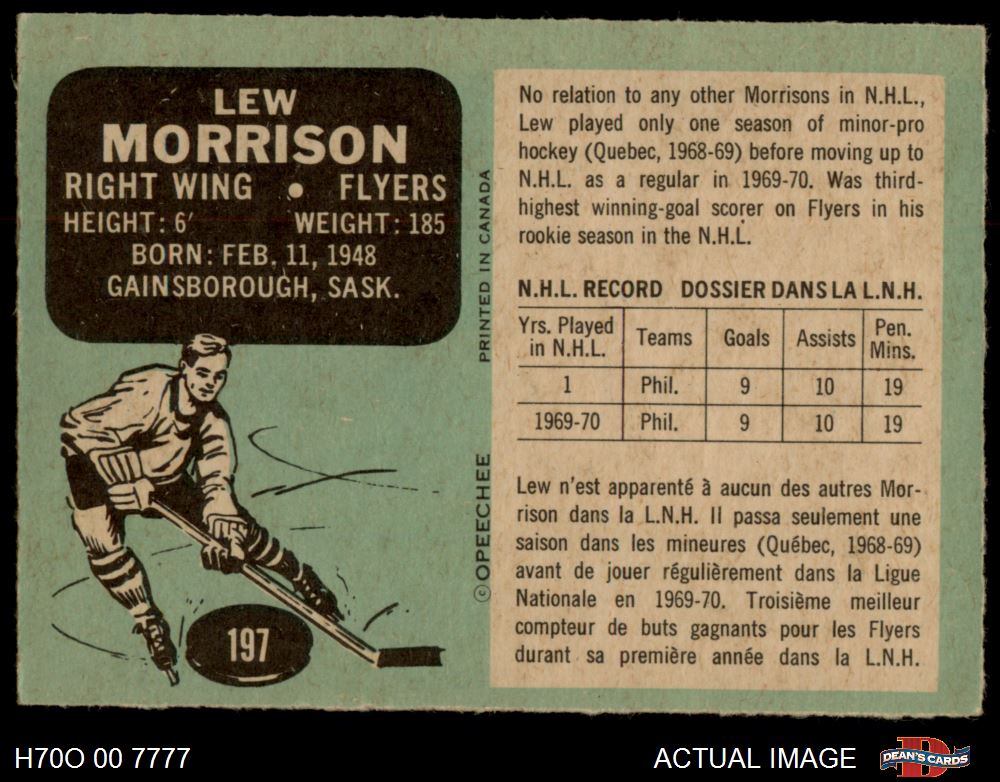 LEW
MORRISON
RIGHT WING • FLYERS
HEIGHT: 6' WEIGHT: 185
BORN: FEB. 11, 1948
GAINSBOROUGH, SASK.
197
©OPEECHEE PRINTED IN CANADA
No relation to any other Morrisons in N.H.L.,
Lew played only one season of minor-pro
hockey (Quebec, 1968-69) before moving up to
N.H.L. as a regular in 1969-70. Was third-
highest winning-goal scorer on Flyers in his
rookie season in the N.H.L.
N.H.L. RECORD DOSSIER DANS LA L.N.H.
Yrs. Played in N.H.L. Teams Goals Assists Pen. Mins.
1 Phil. 9 10 19
1969-70 Phil. 9 10 19
Lew n'est apparenté à aucun des autres Mor-
rison dans la L.N.H. Il passa seulement une
saison dans les mineures (Québec, 1968-69)
avant de jouer régulièrement dans la Ligue
Nationale en 1969-70. Troisième meilleur
compteur de buts gagnants pour les Flyers
durant sa première année dans la L.N.H.
H70O 00 7777 ACTUAL IMAGE DEAN'S CARDS